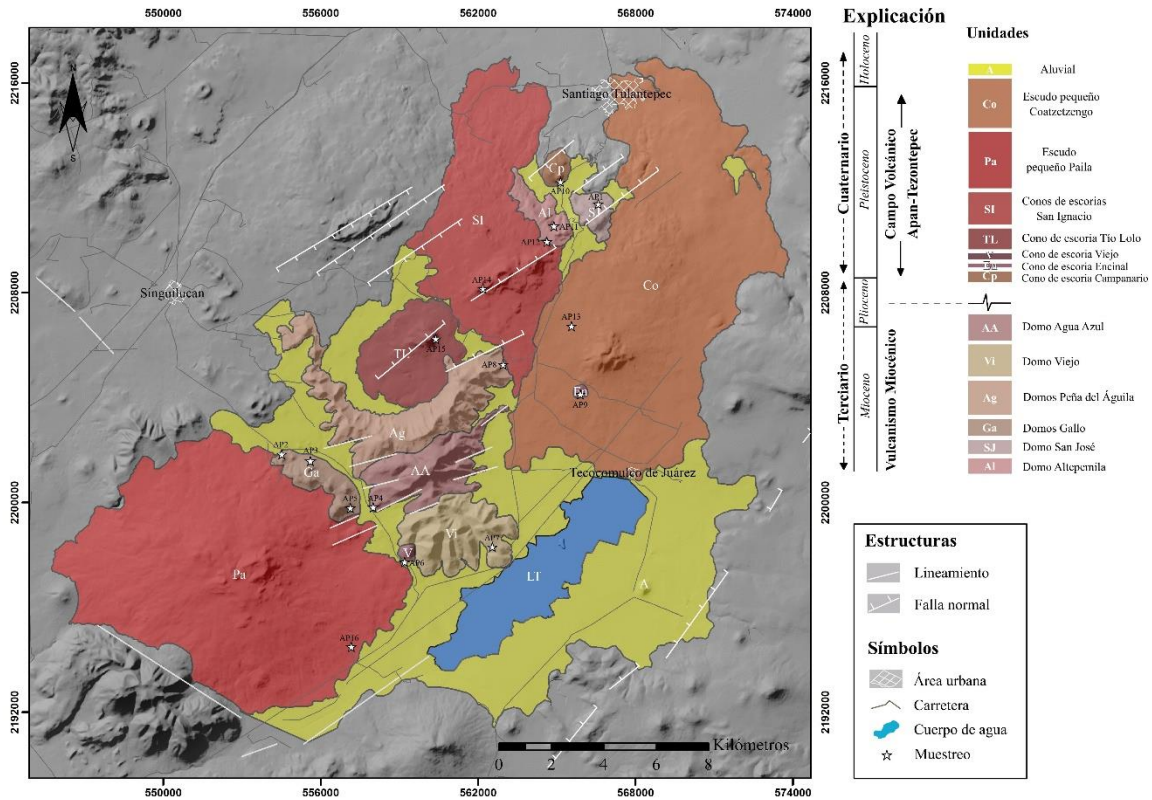 550000
556000
562000
568000
574000
2216000
2208000
2200000
2192000
N
S
Santiago Tulantepec
Cp
AP10
AP1
SJ
Al
AP11
AP12
SI
Singuilucan
AP14
Co
AP13
TL
AP15
AP8
En
AP9
Ag
AP2
AP3
Ga
AA
Tecocomulco de Juárez
AP5
AP4
Vi
AP7
V
AP6
Pa
LT
A
AP16
Kilómetros
0 2 4 6 8
550000
556000
562000
568000
574000
Explicación
Unidades
Holoceno
Pleistoceno
Plioceno
Mioceno
Cuaternario
Terciario
Campo Volcánico
Apan-Tezontepec
Vulcanismo Miocénico
A Aluvial
Co Escudo pequeño
Coatzetzengo
Pa Escudo
pequeño Paila
SI Conos de escorias
San Ignacio
TL Cono de escoria Tío Lolo
V Cono de escoria Viejo
En Cono de escoria Encinal
Cp Cono de escoria Campanario
AA Domo Agua Azul
Vi Domo Viejo
Ag Domos Peña del Águila
Ga Domos Gallo
SJ Domo San José
Al Domo Altepemila
Estructuras
Lineamiento
Falla normal
Símbolos
Área urbana
Carretera
Cuerpo de agua
Muestreo